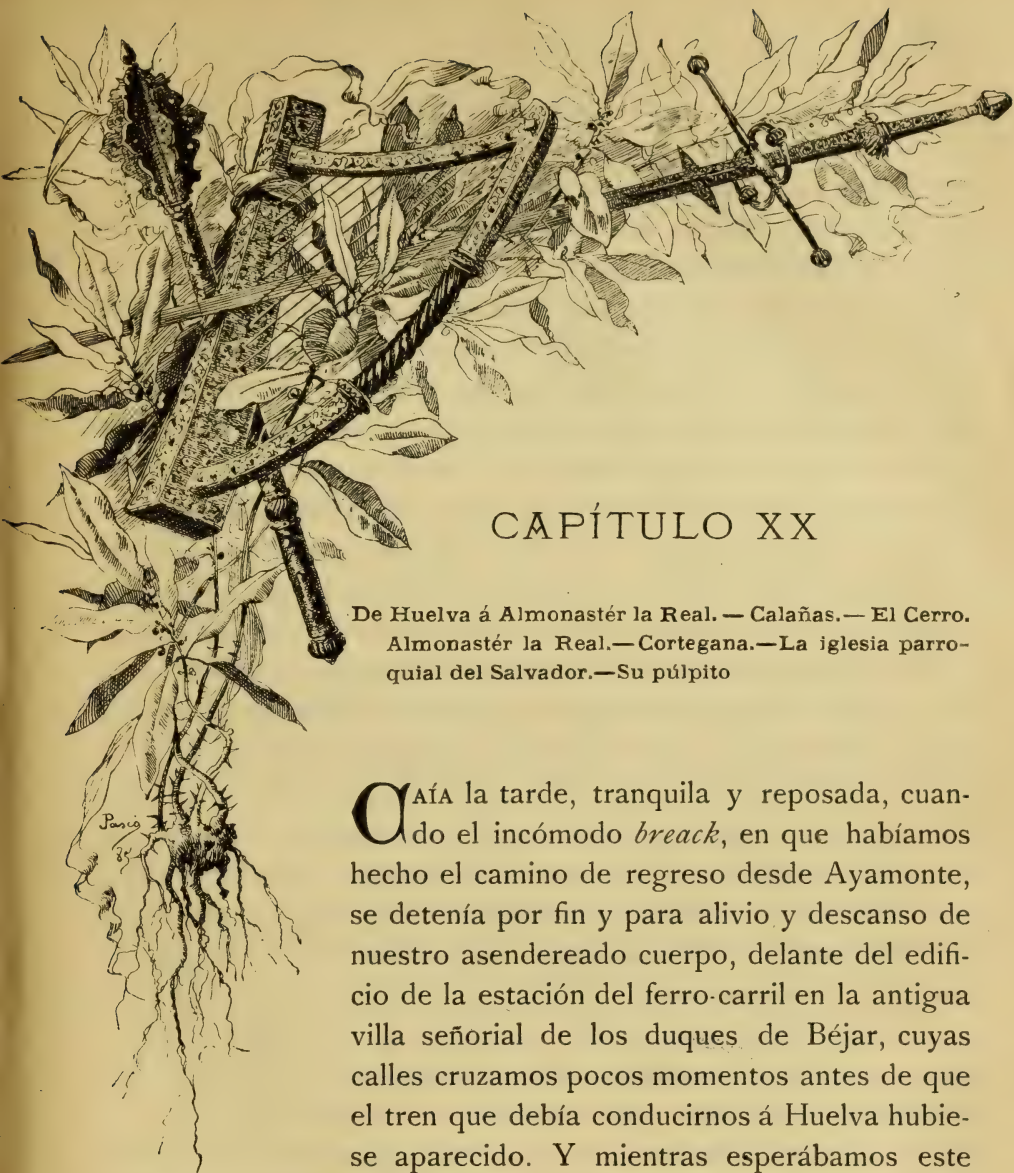 CAPÍTULO XX
De Huelva á Almonastér la Real. — Calañas.— El Cerro.
Almonastér la Real.—Cortegana.—La iglesia parro-
quial del Salvador.—Su púlpito
CAÍA la tarde, tranquila y reposada, cuan-
do el incómodo breack, en que habíamos
hecho el camino de regreso desde Ayamonte,
se detenía por fin y para alivio y descanso de
nuestro asendereado cuerpo, delante del edifi-
cio de la estación del ferro-carril en la antigua
villa señorial de los duques de Béjar, cuyas
calles cruzamos pocos momentos antes de que
el tren que debía conducirnos á Huelva hubie-
se aparecido. Y mientras esperábamos este